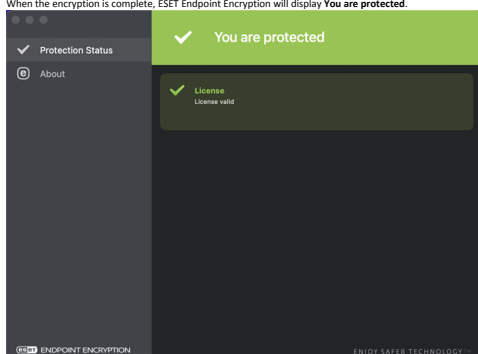 When the encryption is complete, ESET Endpoint Encryption will display You are protected.
You are protected
Protection Status
About
License
License valid
eset ENDPOINT ENCRYPTION
ENJOY SAFER TECHNOLOGY™